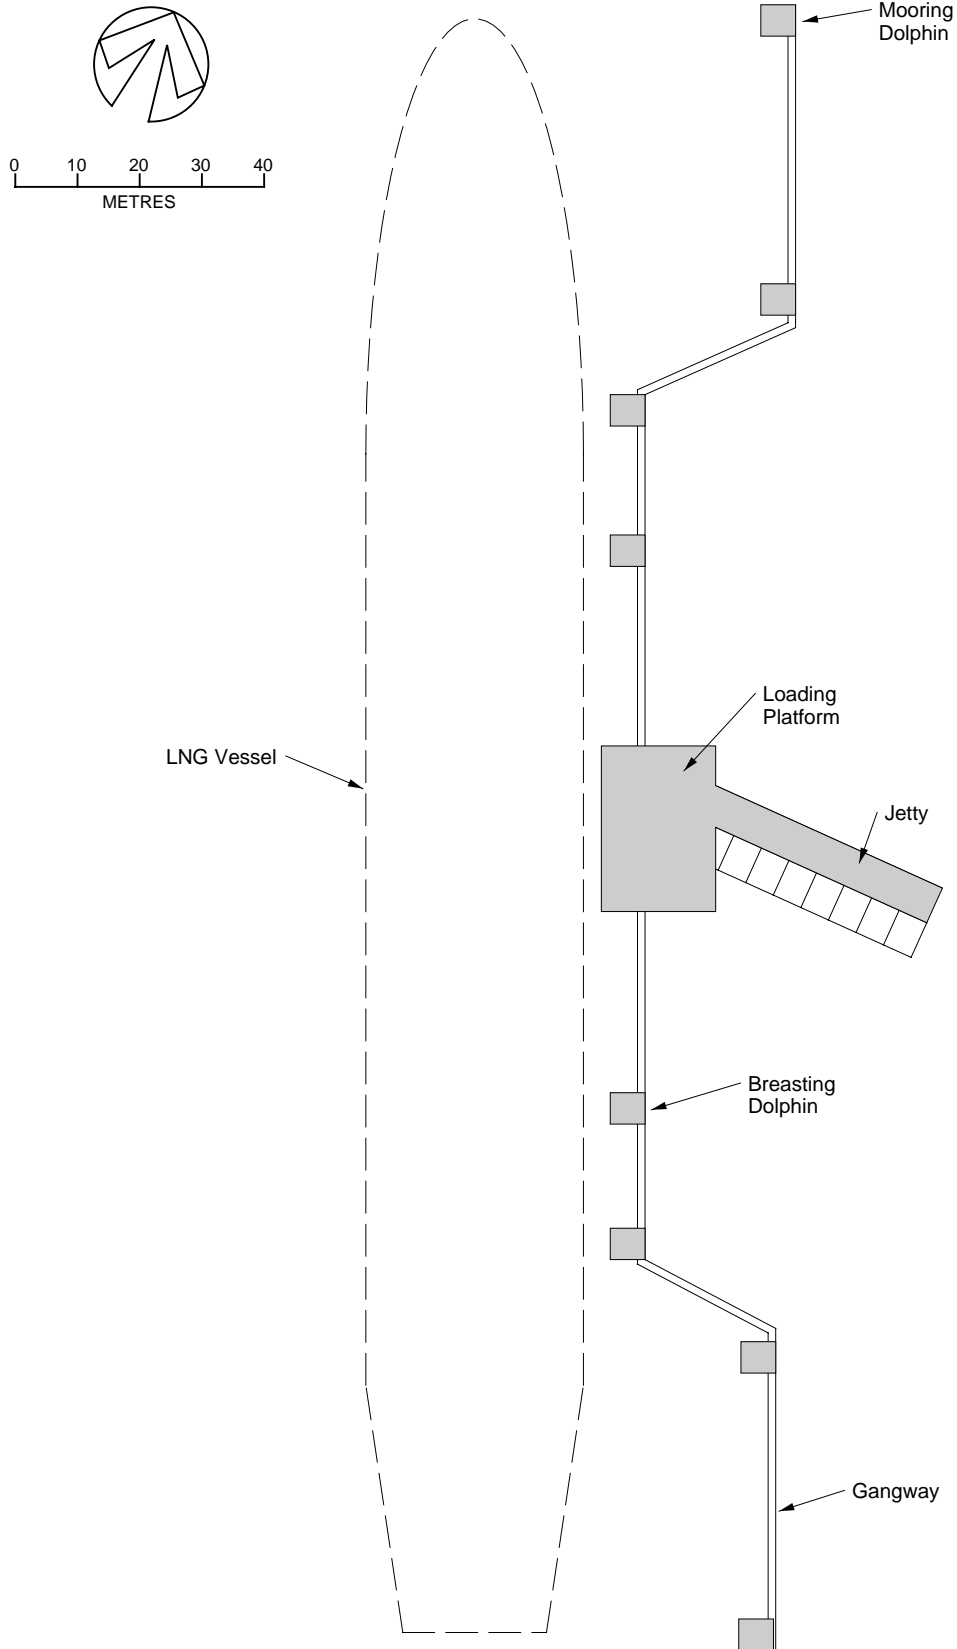 Mooring
Dolphin
0 10 20 30 40
METRES
Loading
Platform
LNG Vessel
Jetty
Breasting
Dolphin
Gangway